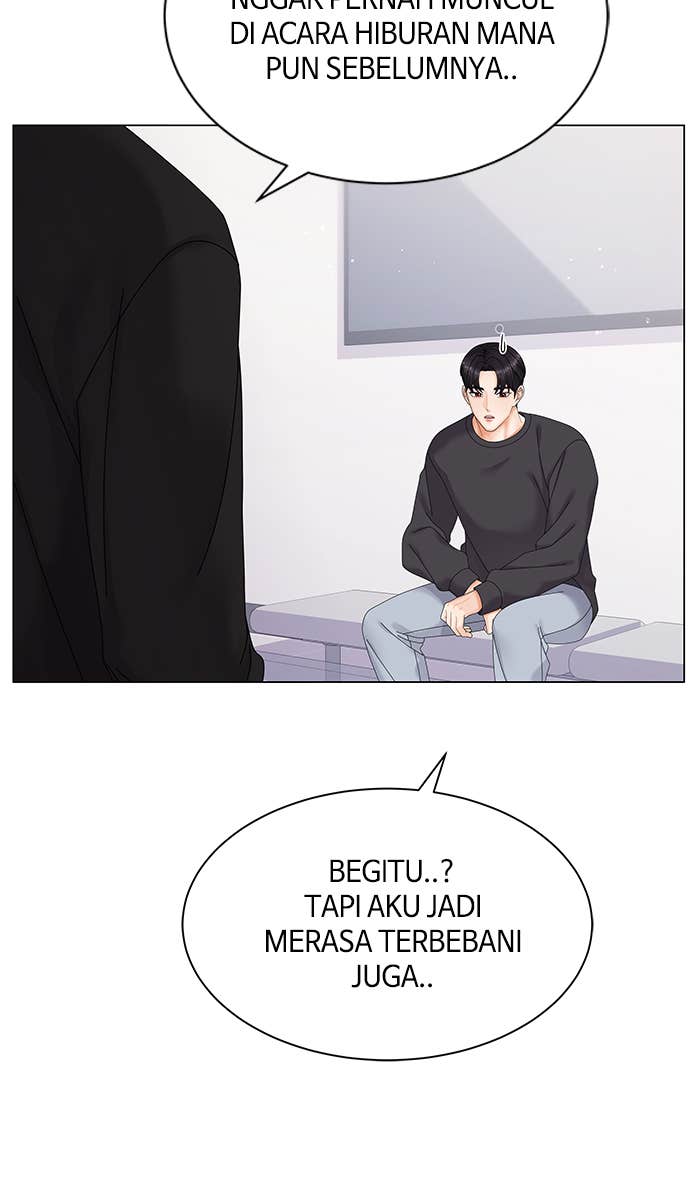 DI ACARA HIBURAN MANA
PUN SEBELUMNYA..
BEGITU..?
TAPI AKU JADI
MERASA TERBEBANI
JUGA..